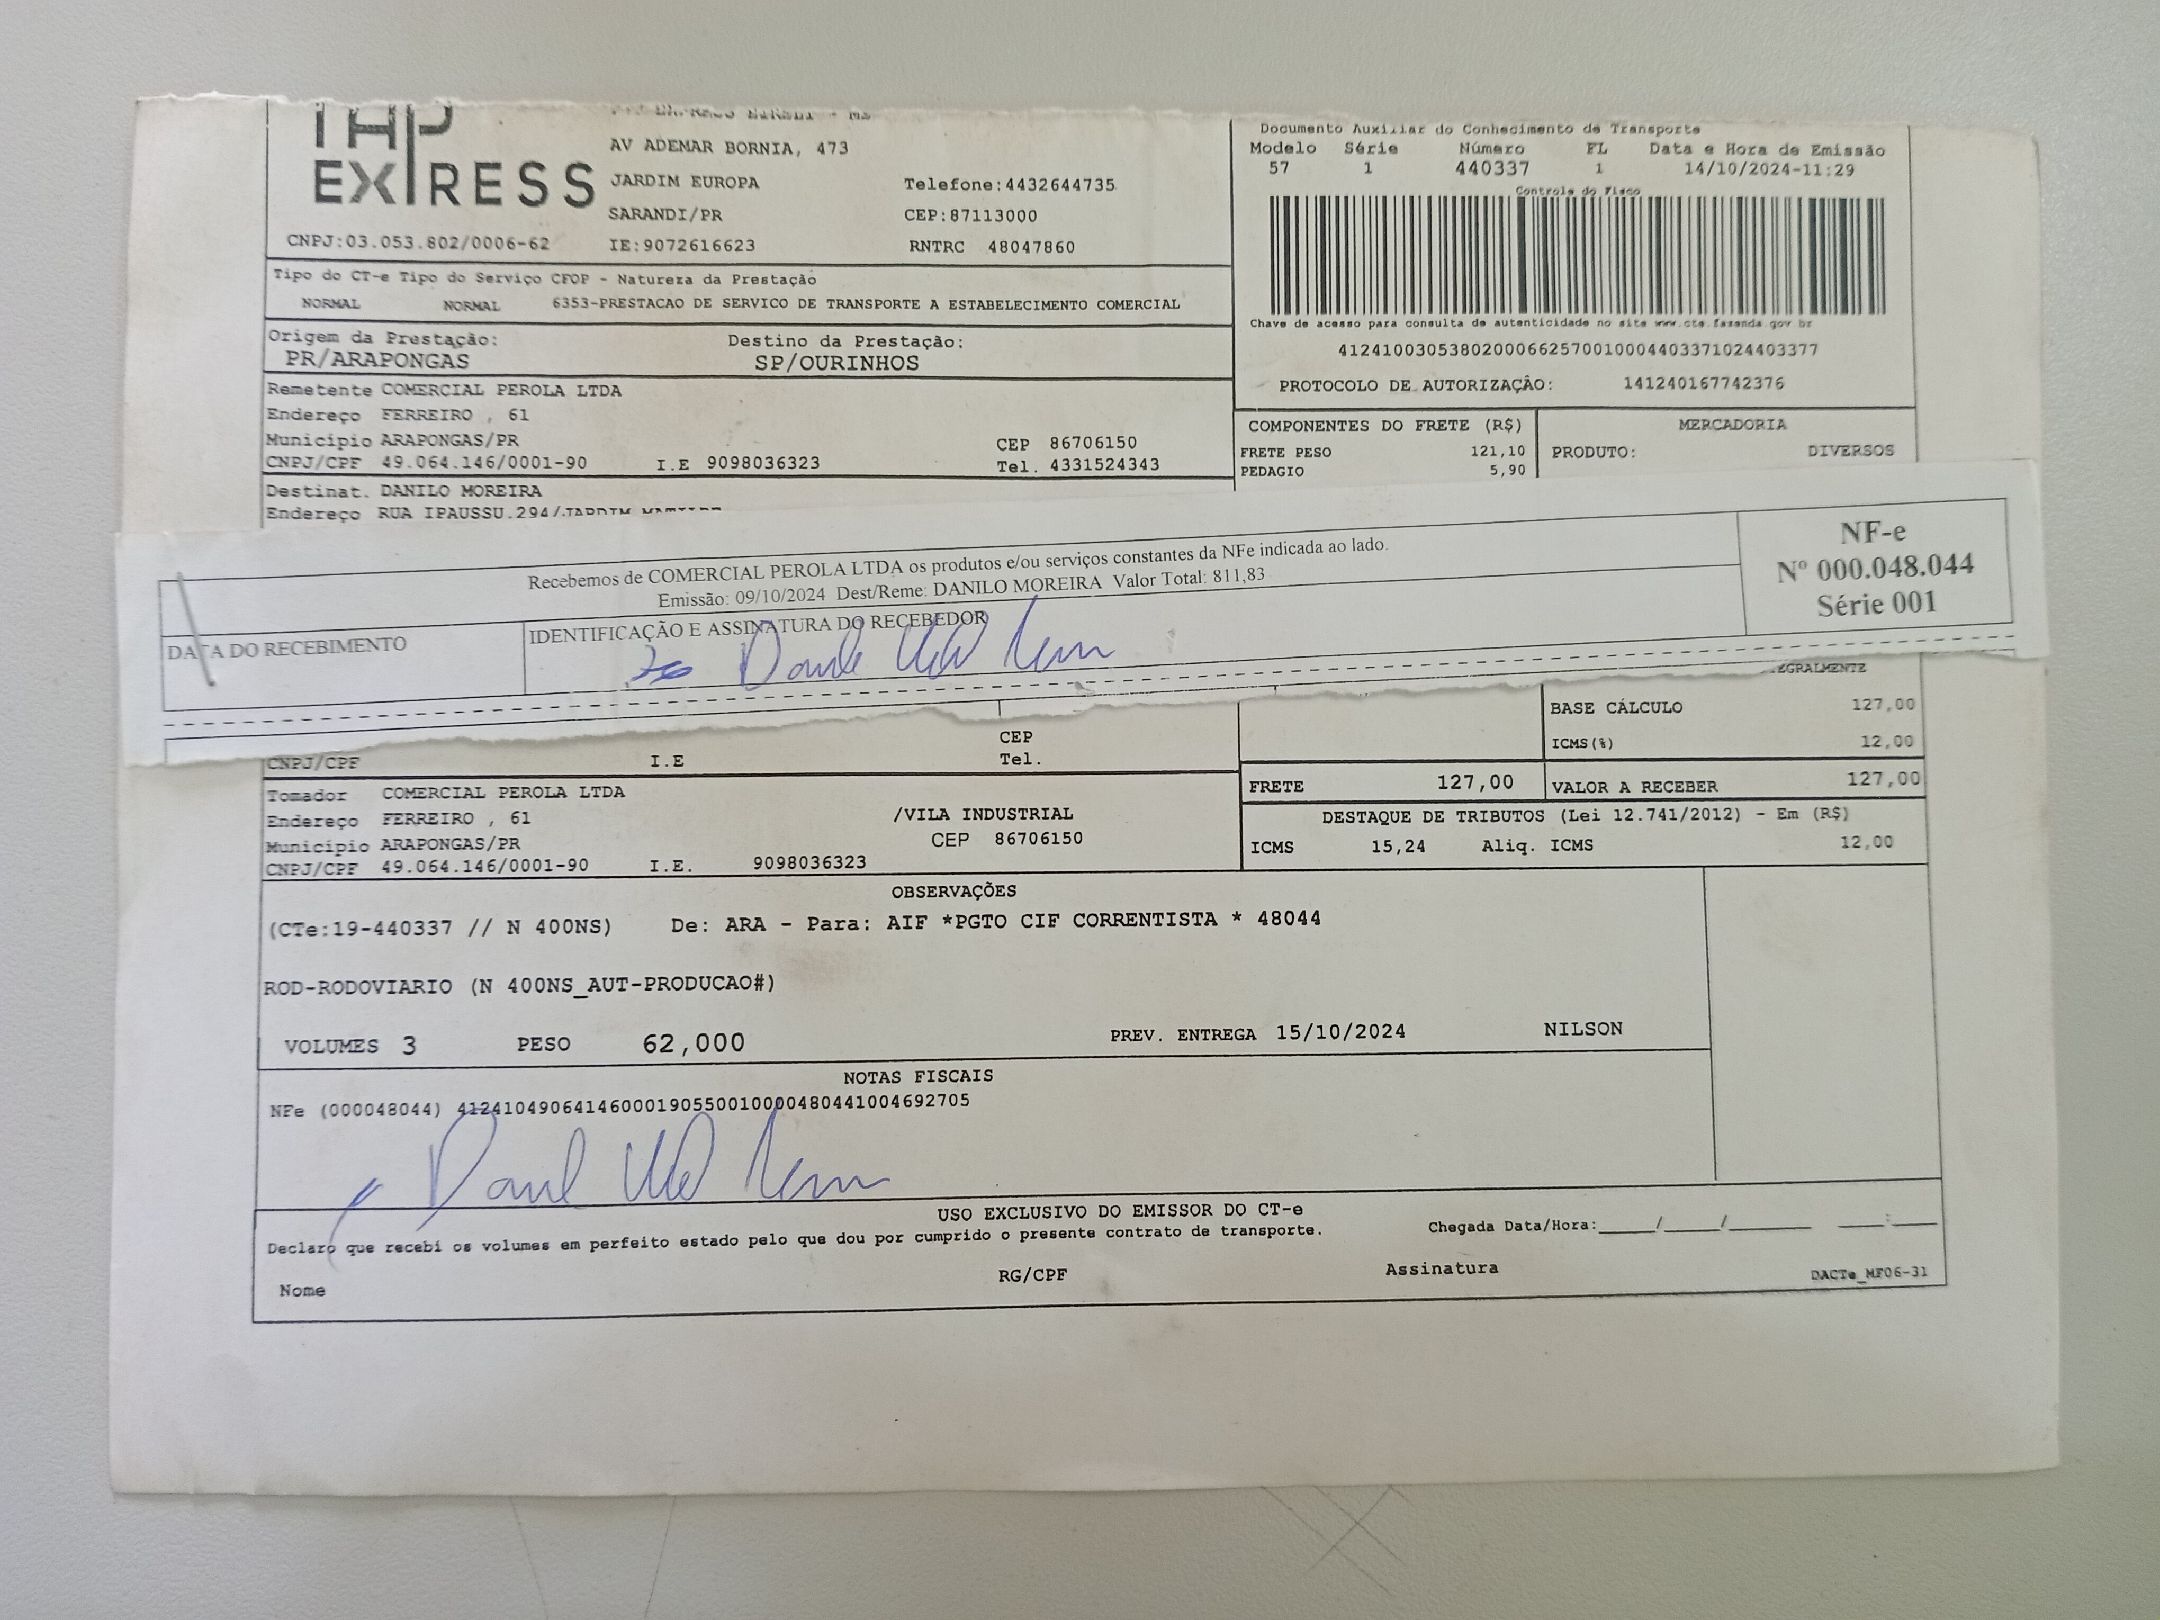 EXPRESS
AV ADEMAR BORNIA, 473
JARDIM EUROPA Telefone:4432644735
SARANDI/PR CEP:87113000
CNPJ:03.053.802/0006-62 IE:9072616623 RNTRC 48047860
Documento Auxiliar do Conhecimento de Transporte
Modelo Série Número FL Data e Hora de Emissão
57 1 440337 1 14/10/2024-11:29
Controle do Fisco
Chave de acesso para consulta de autenticidade no site www.cte.fazenda.gov br
41241003053802000662570010004403371024403377
PROTOCOLO DE AUTORIZAÇÃO: 141240167742376
Tipo do CT-e Tipo do Serviço CFOP - Natureza da Prestação
NORMAL NORMAL 6353-PRESTACAO DE SERVICO DE TRANSPORTE A ESTABELECIMENTO COMERCIAL
Origem da Prestação: Destino da Prestação:
PR/ARAPONGAS SP/OURINHOS
Remetente COMERCIAL PEROLA LTDA
Endereço FERREIRO , 61
Município ARAPONGAS/PR CEP 86706150
CNPJ/CPF 49.064.146/0001-90 I.E 9098036323 Tel. 4331524343
COMPONENTES DO FRETE (R$) MERCADORIA
FRETE PESO 121,10 PRODUTO: DIVERSOS
PEDAGIO 5,90
Destinat. DANILO MOREIRA
Endereço RUA IPAUSSU.294/JARDIM
Recebemos de COMERCIAL PEROLA LTDA os produtos e/ou serviços constantes da NFe indicada ao lado.
Emissão: 09/10/2024 Dest/Reme: DANILO MOREIRA Valor Total: 811,83
NF-e
Nº 000.048.044
Série 001
DATA DO RECEBIMENTO IDENTIFICAÇÃO E ASSINATURA DO RECEBEDOR
EGRALMENTE
BASE CÁLCULO 127,00
ICMS(%) 12,00
CEP
CNPJ/CPF I.E Tel.
FRETE 127,00 VALOR A RECEBER 127,00
Tomador COMERCIAL PEROLA LTDA
Endereço FERREIRO , 61 /VILA INDUSTRIAL
Município ARAPONGAS/PR CEP 86706150
CNPJ/CPF 49.064.146/0001-90 I.E. 9098036323
DESTAQUE DE TRIBUTOS (Lei 12.741/2012) - Em (R$)
ICMS 15,24 Aliq. ICMS 12,00
OBSERVAÇÕES
(CTe:19-440337 // N 400NS) De: ARA - Para: AIF *PGTO CIF CORRENTISTA * 48044
ROD-RODOVIARIO (N 400NS_AUT-PRODUCAO#)
VOLUMES 3 PESO 62,000 PREV. ENTREGA 15/10/2024 NILSON
NOTAS FISCAIS
NFe (000048044) 41241049064146000190550010000480441004692705
USO EXCLUSIVO DO EMISSOR DO CT-e
Declaro que recebi os volumes em perfeito estado pelo que dou por cumprido o presente contrato de transporte. Chegada Data/Hora:____/____/______ ____:____
Nome RG/CPF Assinatura DACTe_MF06-31